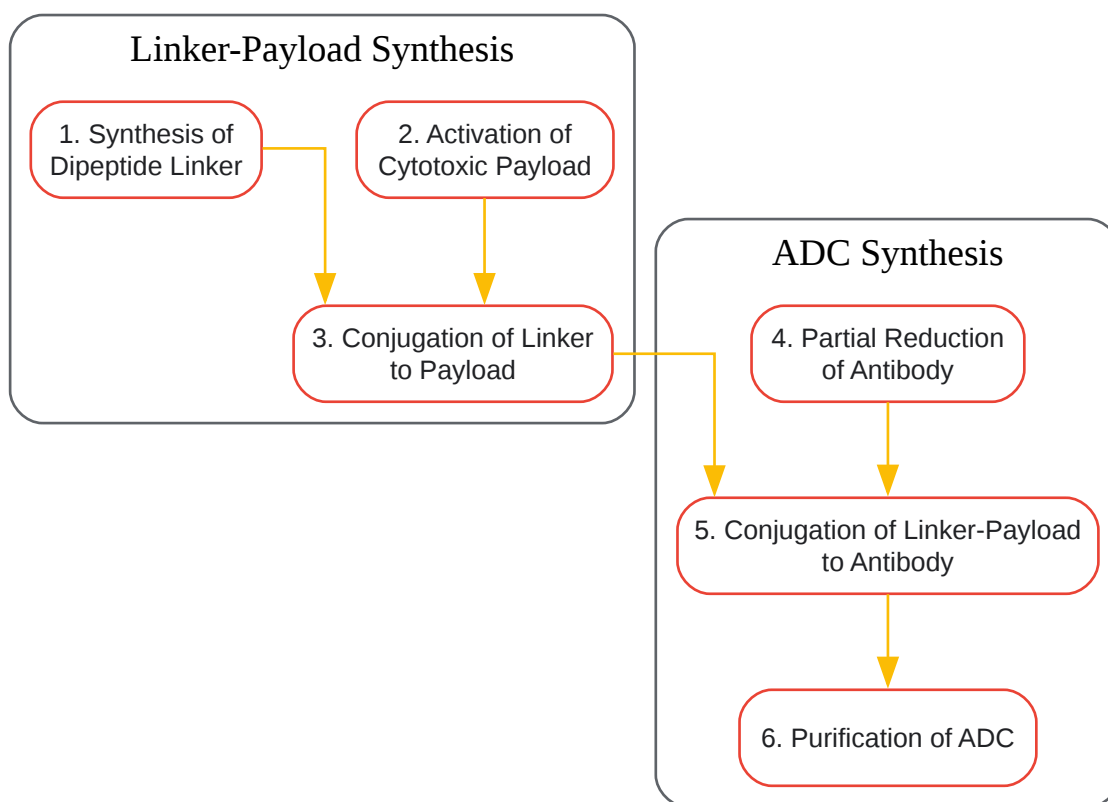 Linker-Payload Synthesis
1. Synthesis of
Dipeptide Linker
2. Activation of
Cytotoxic Payload
3. Conjugation of Linker
to Payload
ADC Synthesis
4. Partial Reduction
of Antibody
5. Conjugation of Linker-Payload
to Antibody
6. Purification of ADC